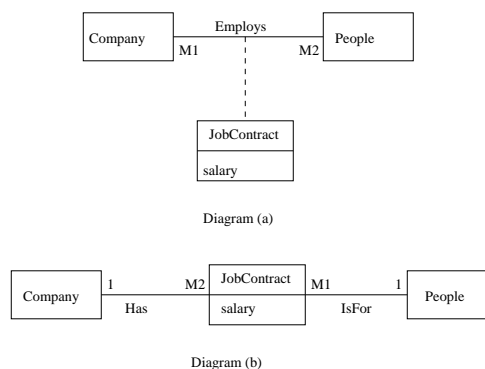 Employs
Company
People
M1
M2
JobContract
salary
Diagram (a)
Company
1
Has
M2
JobContract
salary
M1
IsFor
1
People
Diagram (b)